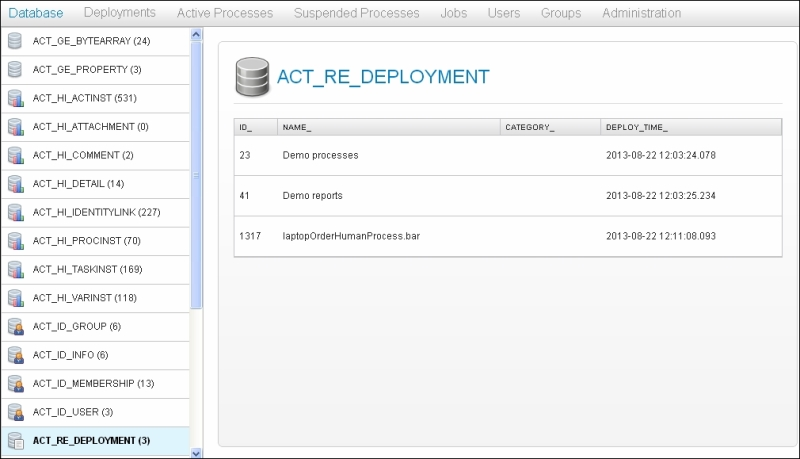 Database Deployments Active Processes Suspended Processes Jobs Users Groups Administration
ACT_GE_BYTEARRAY (24)
ACT_GE_PROPERTY (3)
ACT_HI_ACTINST (531)
ACT_HI_ATTACHMENT (0)
ACT_HI_COMMENT (2)
ACT_HI_DETAIL (14)
ACT_HI_IDENTITYLINK (227)
ACT_HI_PROCINST (70)
ACT_HI_TASKINST (169)
ACT_HI_VARINST (118)
ACT_ID_GROUP (6)
ACT_ID_INFO (6)
ACT_ID_MEMBERSHIP (13)
ACT_ID_USER (3)
ACT_RE_DEPLOYMENT (3)
ACT_RE_DEPLOYMENT
ID_ NAME_ CATEGORY_ DEPLOY_TIME_
23 Demo processes 2013-08-22 12:03:24.078
41 Demo reports 2013-08-22 12:03:25.234
1317 laptopOrderHumanProcess.bar 2013-08-22 12:11:08.093